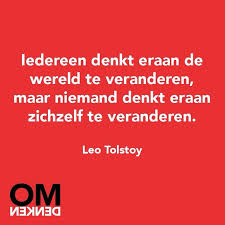 Iedereen denkt eraan de
wereld te veranderen,
maar niemand denkt eraan
zichzelf te veranderen.
Leo Tolstoy
OM
DENKEN